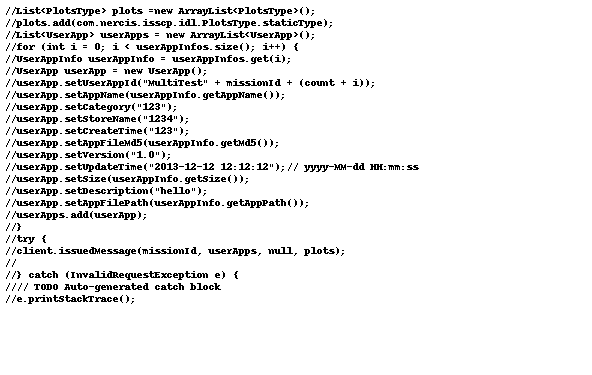 //List<PlotsType> plots =new ArrayList<PlotsType>();
//plots.add(com.nercis.isscp.idl.PlotsType.staticType);
//List<UserApp> userApps = new ArrayList<UserApp>();
//for (int i = 0; i < userAppInfos.size(); i++) {
//UserAppInfo userAppInfo = userAppInfos.get(i);
//UserApp userApp = new UserApp();
//userApp.setUserAppId("MultiTest" + missionId + (count + i));
//userApp.setAppName(userAppInfo.getAppName());
//userApp.setCategory("123");
//userApp.setStoreName("1234");
//userApp.setCreateTime("123");
//userApp.setAppFileMd5(userAppInfo.getMd5());
//userApp.setVersion("1.0");
//userApp.setUpdateTime("2013-12-12 12:12:12");// yyyy-MM-dd HH:mm:ss
//userApp.setSize(userAppInfo.getSize());
//userApp.setDescription("hello");
//userApp.setAppFilePath(userAppInfo.getAppPath());
//userApps.add(userApp);
//}
//try {
//client.issuedMessage(missionId, userApps, null, plots);
//
//} catch (InvalidRequestException e) {
//// TODO Auto-generated catch block
//e.printStackTrace();